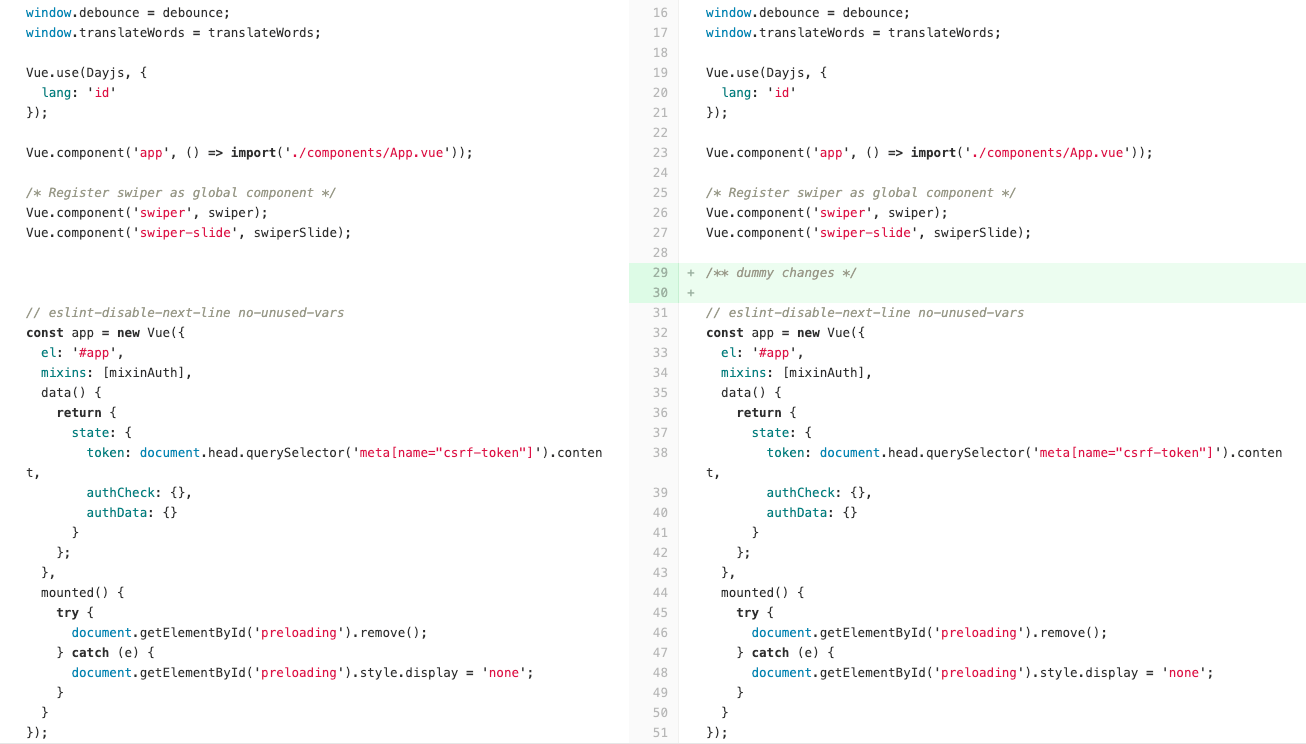 window.debounce = debounce;
window.translateWords = translateWords;
Vue.use(Dayjs, {
  lang: 'id'
});
Vue.component('app', () => import('./components/App.vue'));
/* Register swiper as global component */
Vue.component('swiper', swiper);
Vue.component('swiper-slide', swiperSlide);
// eslint-disable-next-line no-unused-vars
const app = new Vue({
  el: '#app',
  mixins: [mixinAuth],
  data() {
    return {
      state: {
        token: document.head.querySelector('meta[name="csrf-token"]').conten
t,
        authCheck: {},
        authData: {}
      }
    };
  },
  mounted() {
    try {
      document.getElementById('preloading').remove();
    } catch (e) {
      document.getElementById('preloading').style.display = 'none';
    }
  }
});
16 window.debounce = debounce;
17 window.translateWords = translateWords;
18
19 Vue.use(Dayjs, {
20   lang: 'id'
21 });
22
23 Vue.component('app', () => import('./components/App.vue'));
24
25 /* Register swiper as global component */
26 Vue.component('swiper', swiper);
27 Vue.component('swiper-slide', swiperSlide);
28
29 + /** dummy changes */
30 +
31 // eslint-disable-next-line no-unused-vars
32 const app = new Vue({
33   el: '#app',
34   mixins: [mixinAuth],
35   data() {
36     return {
37       state: {
38         token: document.head.querySelector('meta[name="csrf-token"]').conten
t,
39         authCheck: {},
40         authData: {}
41       }
42     };
43   },
44   mounted() {
45     try {
46       document.getElementById('preloading').remove();
47     } catch (e) {
48       document.getElementById('preloading').style.display = 'none';
49     }
50   }
51 });